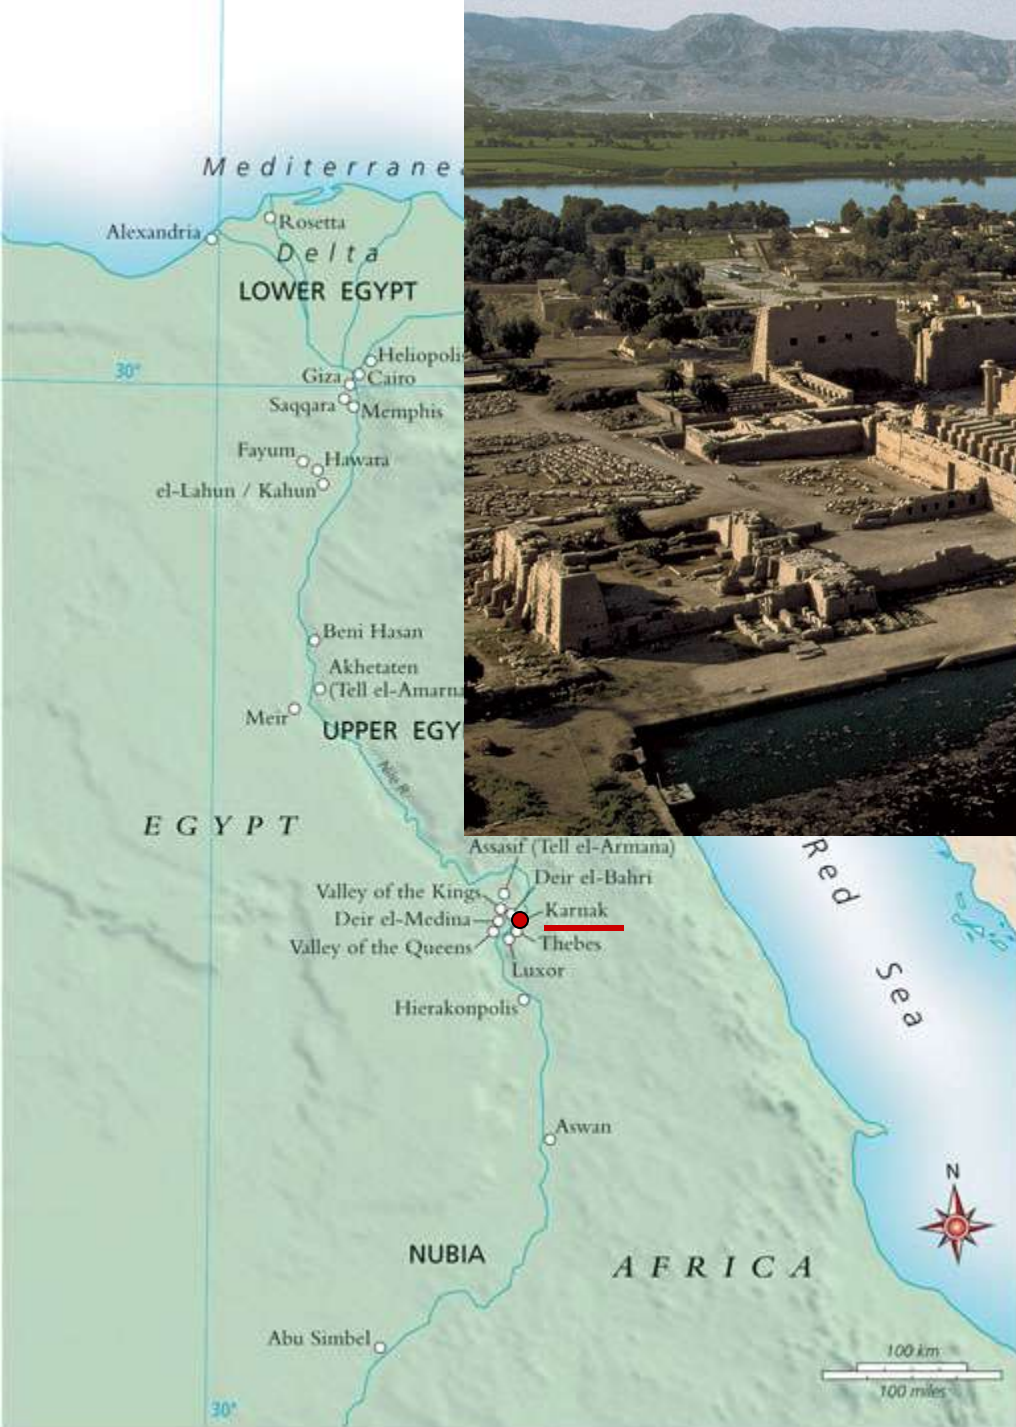 Mediterrane
Alexandria
Rosetta
Delta
LOWER EGYPT
30°
Heliopoli
Giza
Cairo
Saqqara
Memphis
Fayum
Hawara
el-Lahun / Kahun
Beni Hasan
Akhetaten
(Tell el-Amarna
Meir
UPPER EGY
Nile R.
EGYPT
Assasif (Tell el-Armana)
Red Sea
Deir el-Bahri
Valley of the Kings
Karnak
Deir el-Medina
Valley of the Queens
Thebes
Luxor
Hierakonpolis
Aswan
N
NUBIA
AFRICA
Abu Simbel
100 km
100 miles
30°